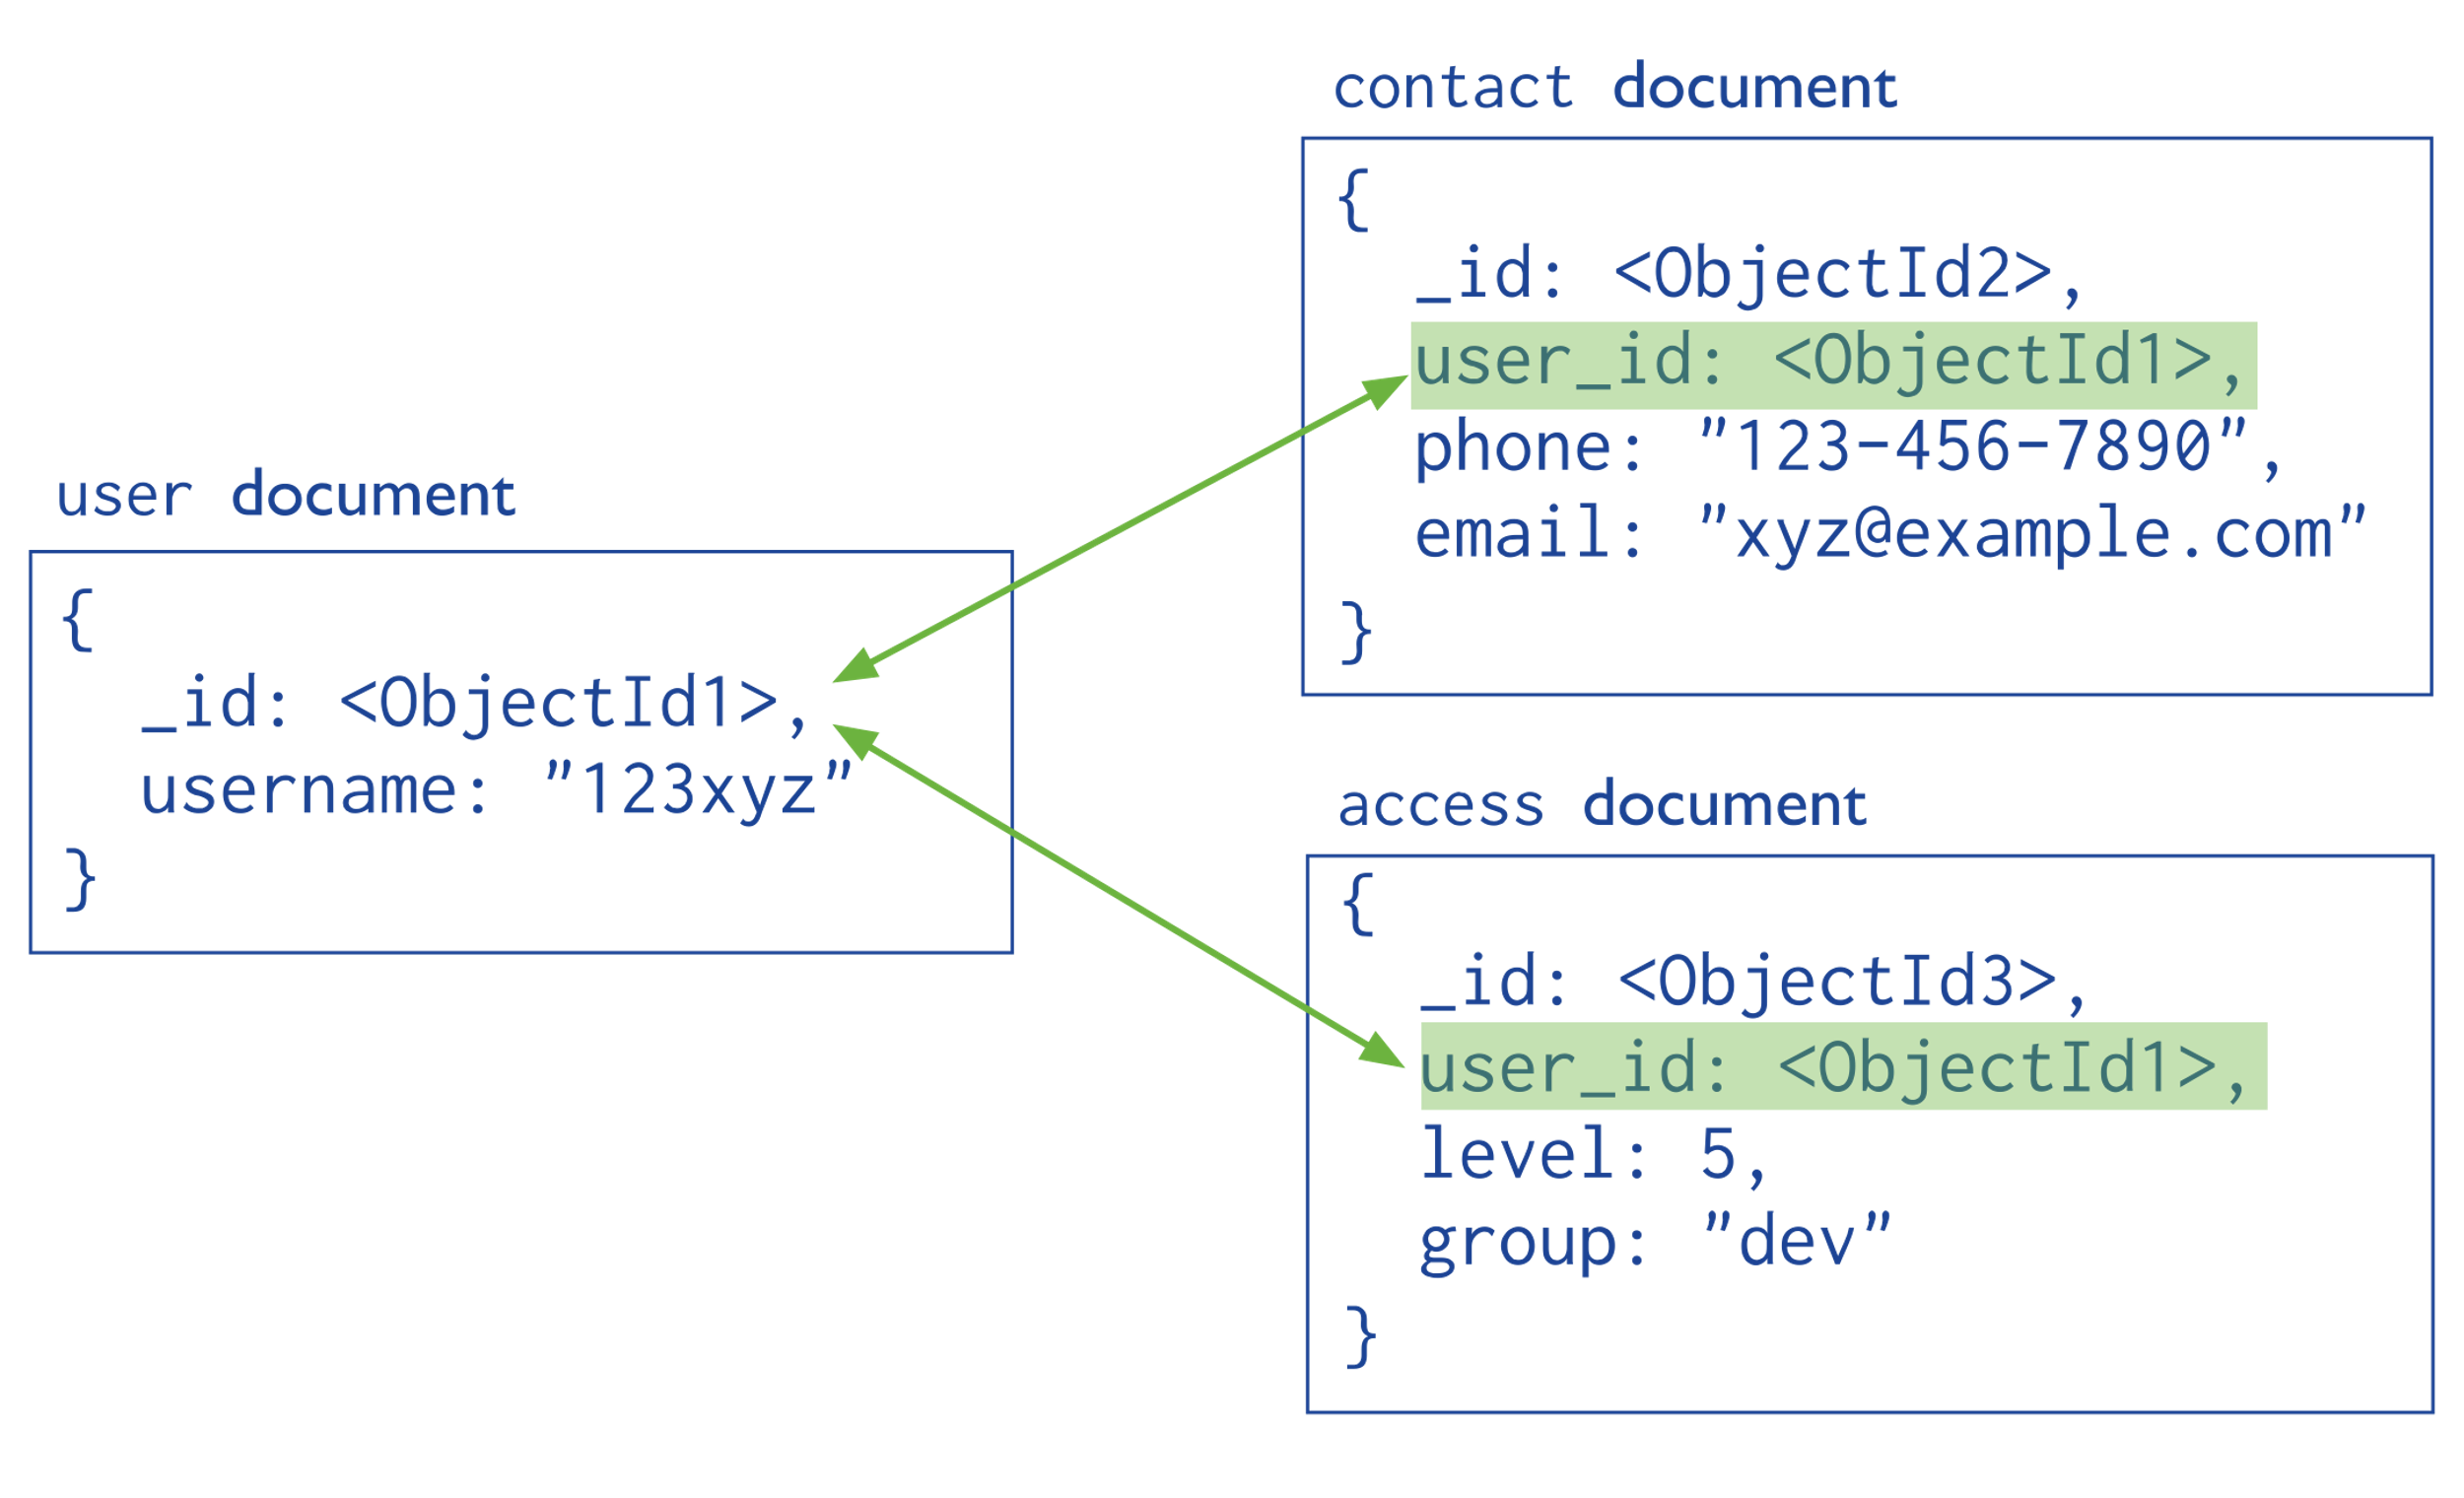 user document
{
_id: <ObjectId1>,
username: "123xyz"
}
contact document
{
_id: <ObjectId2>,
user_id: <ObjectId1>,
phone: "123-456-7890",
email: "xyz@example.com"
}
access document
{
_id: <ObjectId3>,
user_id: <ObjectId1>,
level: 5,
group: "dev"
}